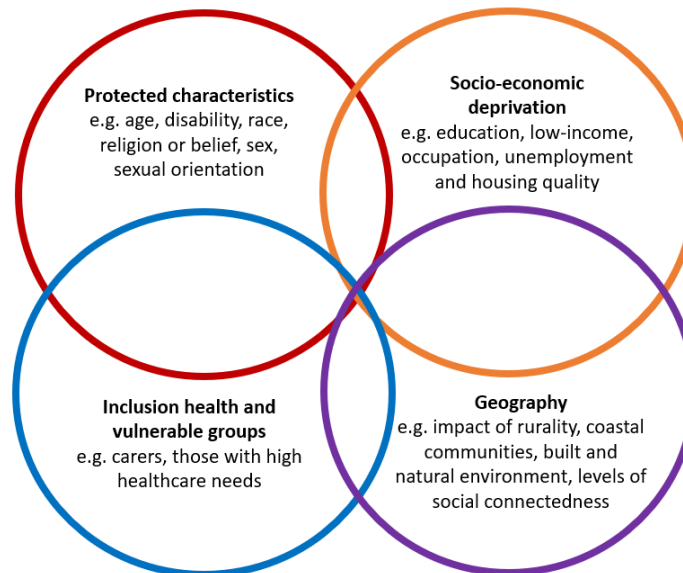 Protected characteristics
e.g. age, disability, race,
religion or belief, sex,
sexual orientation
Socio-economic
deprivation
e.g. education, low-income,
occupation, unemployment
and housing quality
Inclusion health and
vulnerable groups
e.g. carers, those with high
healthcare needs
Geography
e.g. impact of rurality, coastal
communities, built and
natural environment, levels of
social connectedness